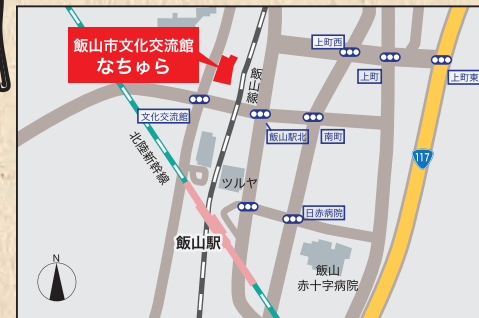 飯山市文化交流館
なちゅら
上町西
飯山線
上町
上町東
文化交流館
飯山駅北
南町
北陸新幹線
117
ツルヤ
日赤病院
飯山駅
飯山
赤十字病院
N